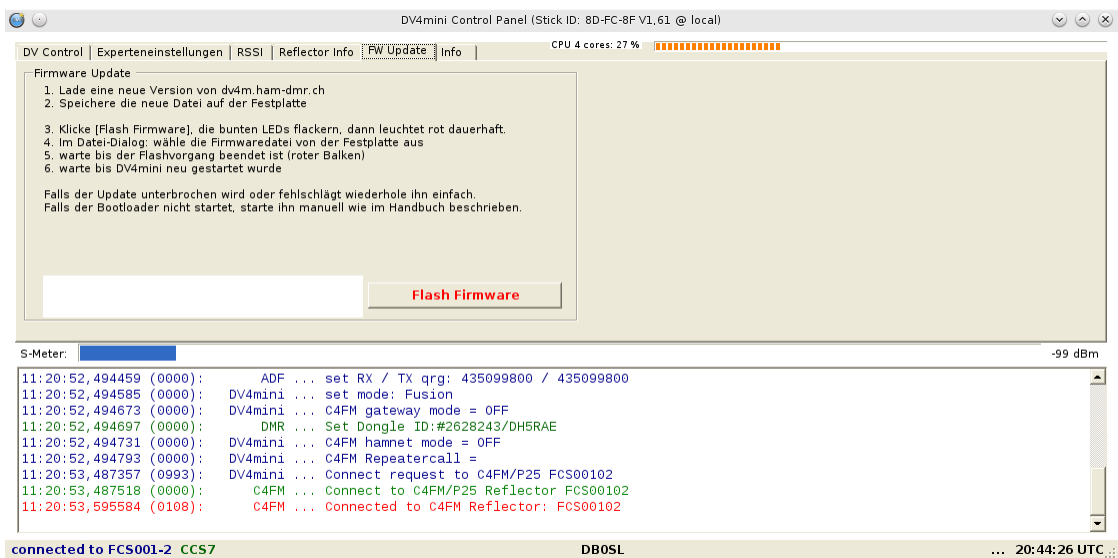 DV4mini Control Panel (Stick ID: 8D-FC-8F V1,61 @ local)
DV Control Experteneinstellungen RSSI Reflector Info FW Update Info CPU 4 cores: 27 %
Firmware Update
1. Lade eine neue Version von dv4m.ham-dmr.ch
2. Speichere die neue Datei auf der Festplatte
3. Klicke [Flash Firmware], die bunten LEDs flackern, dann leuchtet rot dauerhaft.
4. Im Datei-Dialog: wähle die Firmwaredatei von der Festplatte aus
5. warte bis der Flashvorgang beendet ist (roter Balken)
6. warte bis DV4mini neu gestartet wurde
Falls der Update unterbrochen wird oder fehlschlägt wiederhole ihn einfach.
Falls der Bootloader nicht startet, starte ihn manuell wie im Handbuch beschrieben.
Flash Firmware
S-Meter: -99 dBm
11:20:52,494459 (0000): ADF ... set RX / TX qrg: 435099800 / 435099800
11:20:52,494585 (0000): DV4mini ... set mode: Fusion
11:20:52,494673 (0000): DV4mini ... C4FM gateway mode = OFF
11:20:52,494697 (0000): DMR ... Set Dongle ID:#2628243/DH5RAE
11:20:52,494731 (0000): DV4mini ... C4FM hamnet mode = OFF
11:20:52,494793 (0000): DV4mini ... C4FM Repeatercall =
11:20:53,487357 (0993): DV4mini ... Connect request to C4FM/P25 FCS00102
11:20:53,487518 (0000): C4FM ... Connect to C4FM/P25 Reflector FCS00102
11:20:53,595584 (0108): C4FM ... Connected to C4FM Reflector: FCS00102
connected to FCS001-2 CCS7 DB0SL ... 20:44:26 UTC